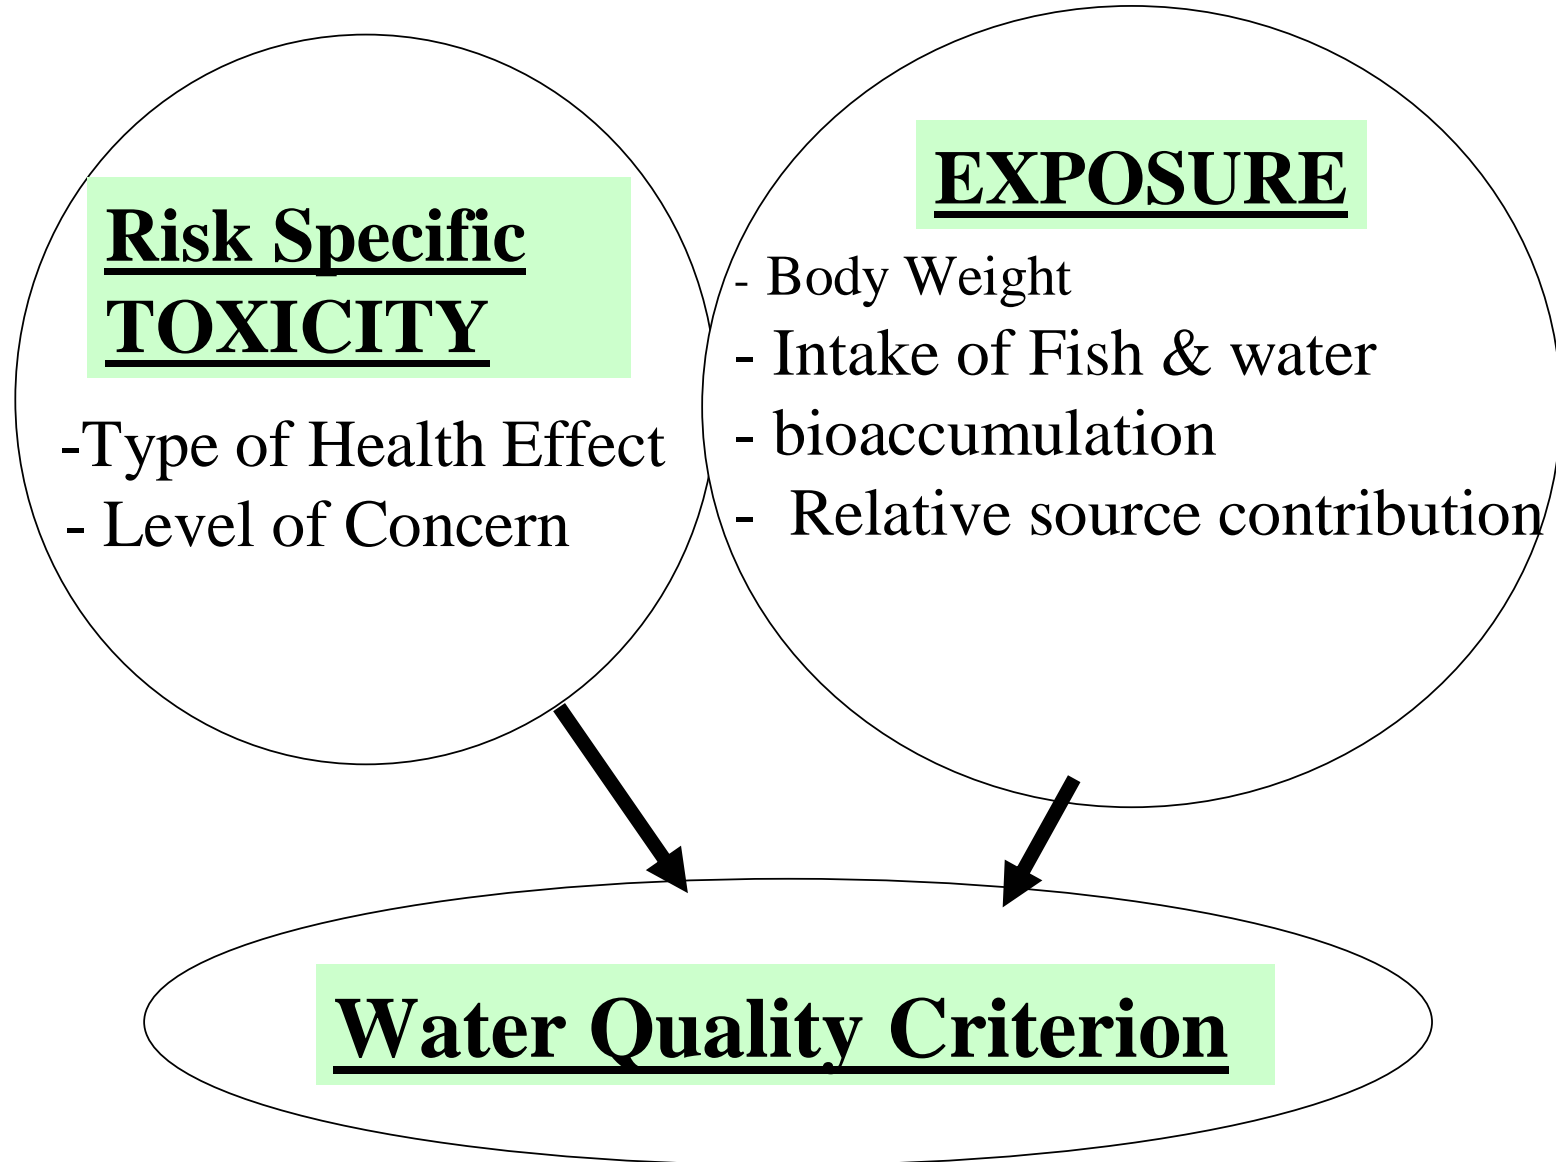 Risk Specific
TOXICITY
-Type of Health Effect
- Level of Concern
EXPOSURE
- Body Weight
- Intake of Fish & water
- bioaccumulation
- Relative source contribution
Water Quality Criterion